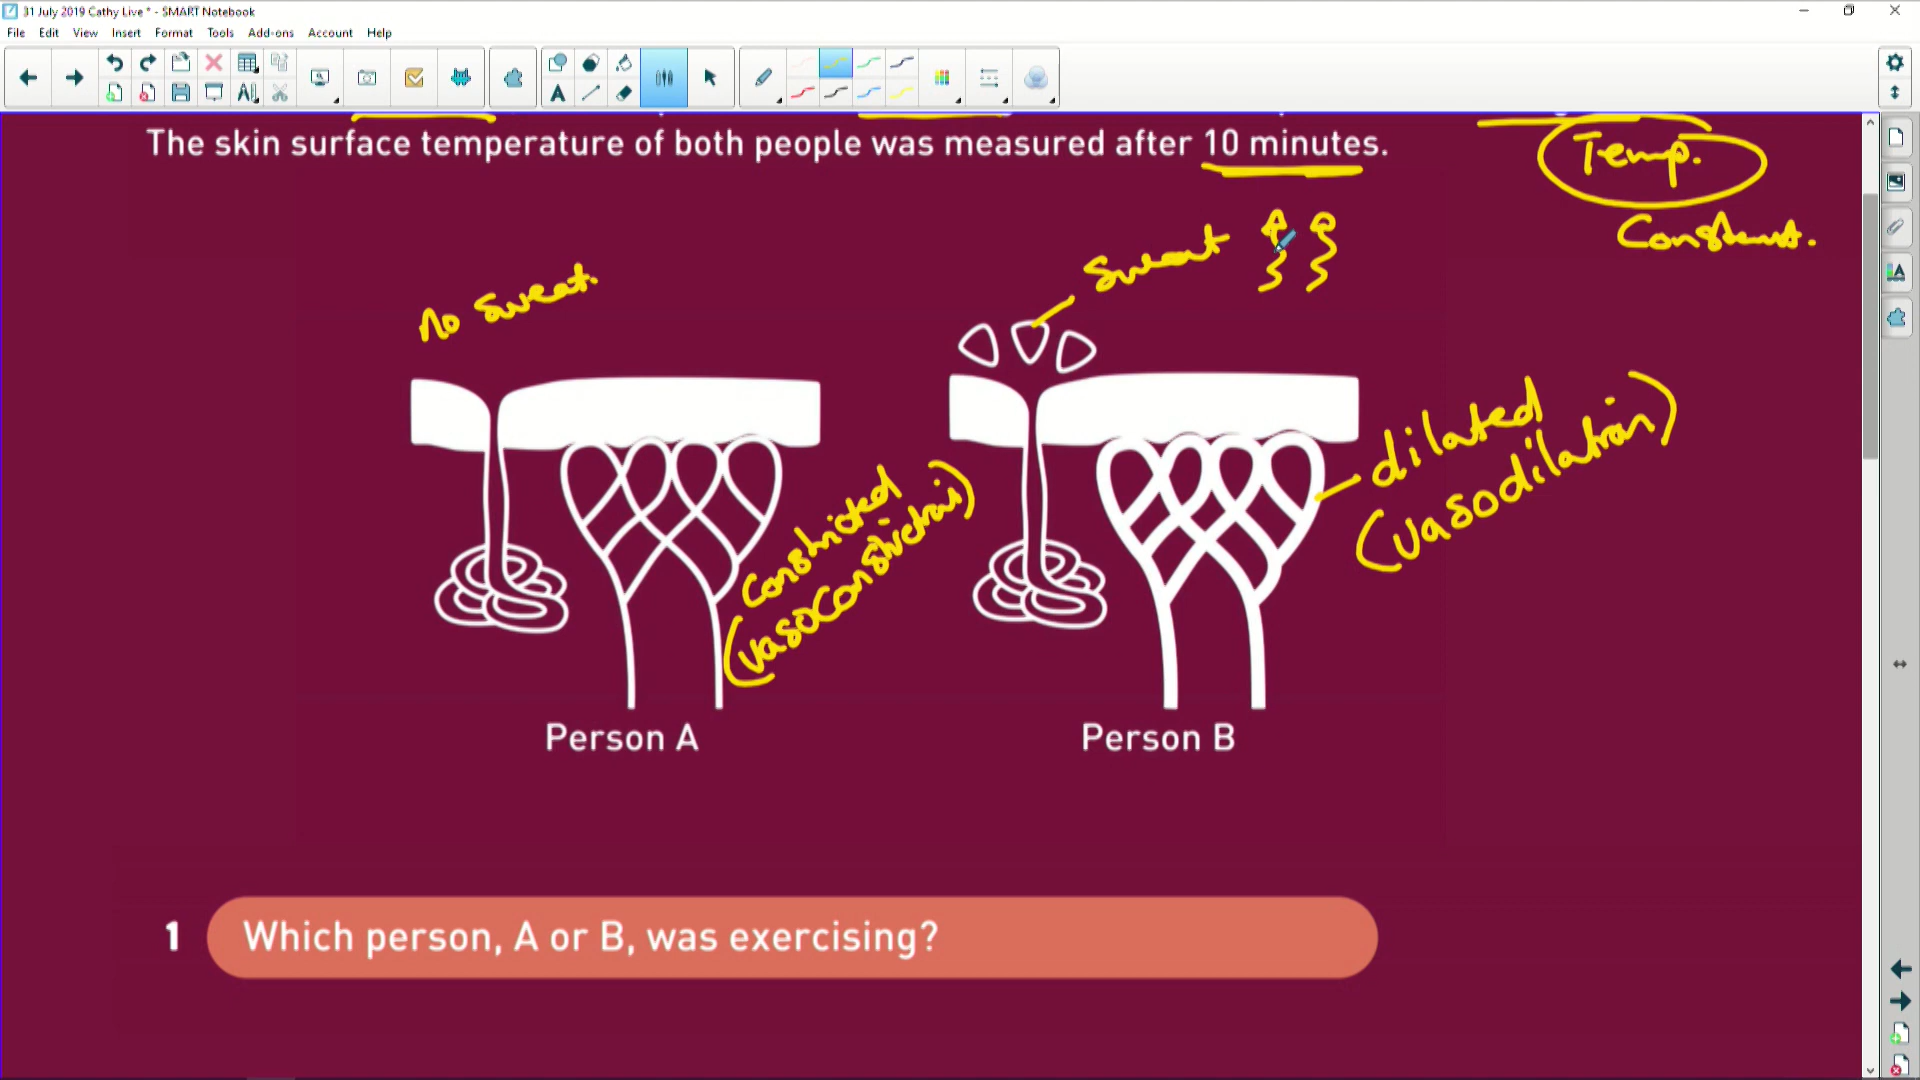 31 July 2019 Cathy Live * - SMART Notebook
File Edit View Insert Format Tools Add-ons Account Help
The skin surface temperature of both people was measured after 10 minutes.
Temp.
Constant.
Sweat
No Sweat.
dilated
(vasodilation)
Constricted
(vasoconstriction)
Person A
Person B
1 Which person, A or B, was exercising?